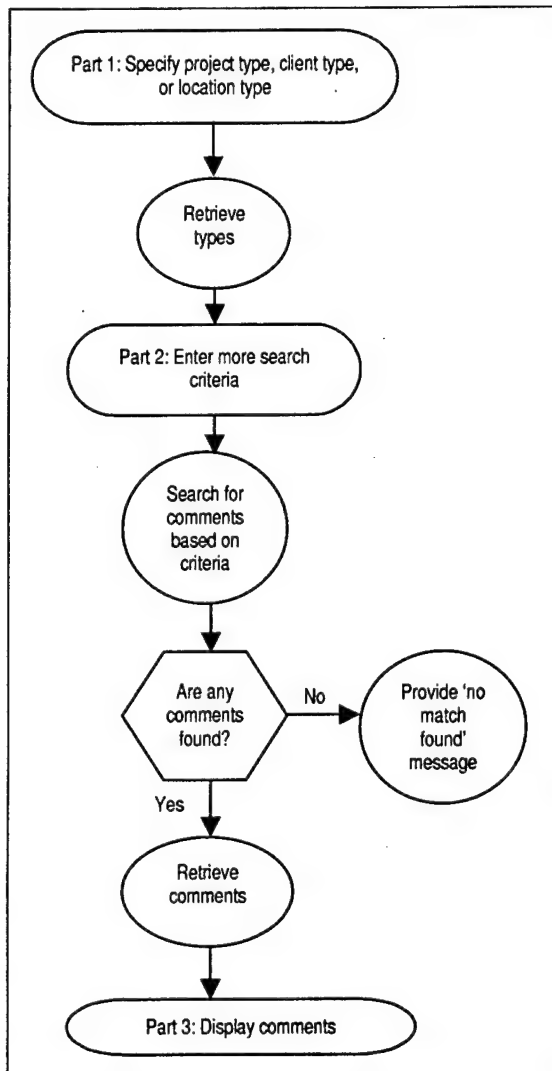 Part 1: Specify project type, client type,
or location type
Retrieve
types
Part 2: Enter more search
criteria
Search for
comments
based on
criteria
Are any
comments
found?
No
Provide 'no
match
found'
message
Yes
Retrieve
comments
Part 3: Display comments